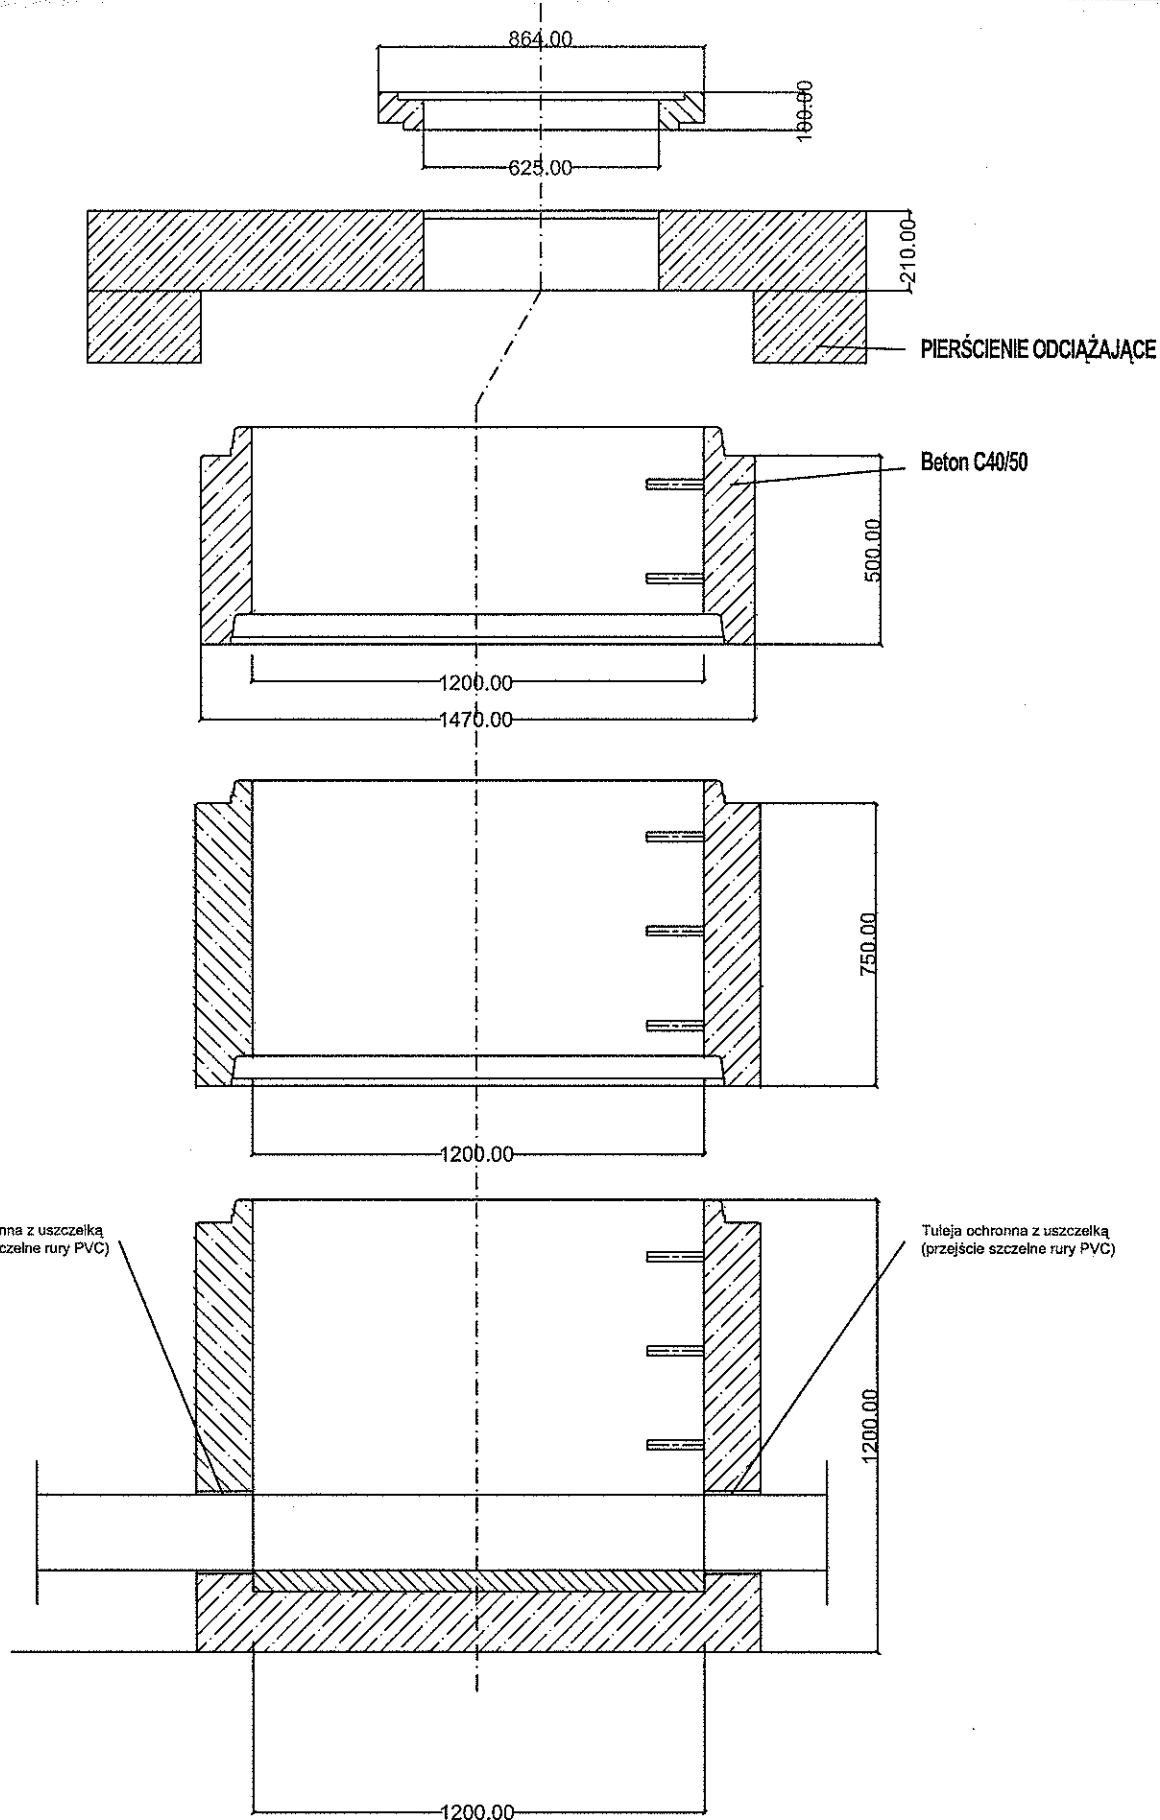 864.00
100.00
625.00
210.00
PIERŚCIENIE ODCIĄŻAJĄCE
Beton C40/50
500.00
1200.00
1470.00
750.00
1200.00
nna z uszczelką
czelne rury PVC)
Tuleja ochronna z uszczelką
(przejście szczelne rury PVC)
1200.00
1200.00